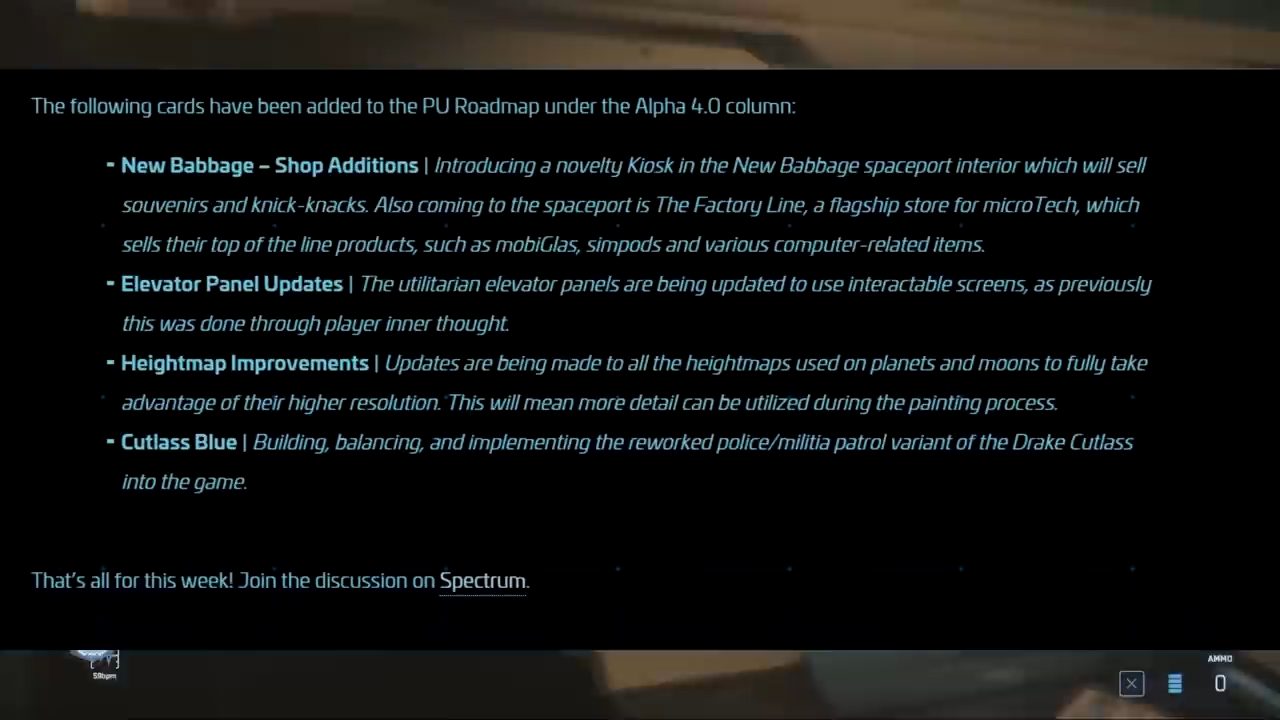 The following cards have been added to the PU Roadmap under the Alpha 4.0 column:
- New Babbage – Shop Additions | Introducing a novelty Kiosk in the New Babbage spaceport interior which will sell
souvenirs and knick-knacks. Also coming to the spaceport is The Factory Line, a flagship store for microTech, which
sells their top of the line products, such as mobiGlas, simpods and various computer-related items.
- Elevator Panel Updates | The utilitarian elevator panels are being updated to use interactable screens, as previously
this was done through player inner thought.
- Heightmap Improvements | Updates are being made to all the heightmaps used on planets and moons to fully take
advantage of their higher resolution. This will mean more detail can be utilized during the painting process.
- Cutlass Blue | Building, balancing, and implementing the reworked police/militia patrol variant of the Drake Cutlass
into the game.
That's all for this week! Join the discussion on Spectrum.
AMMO
0